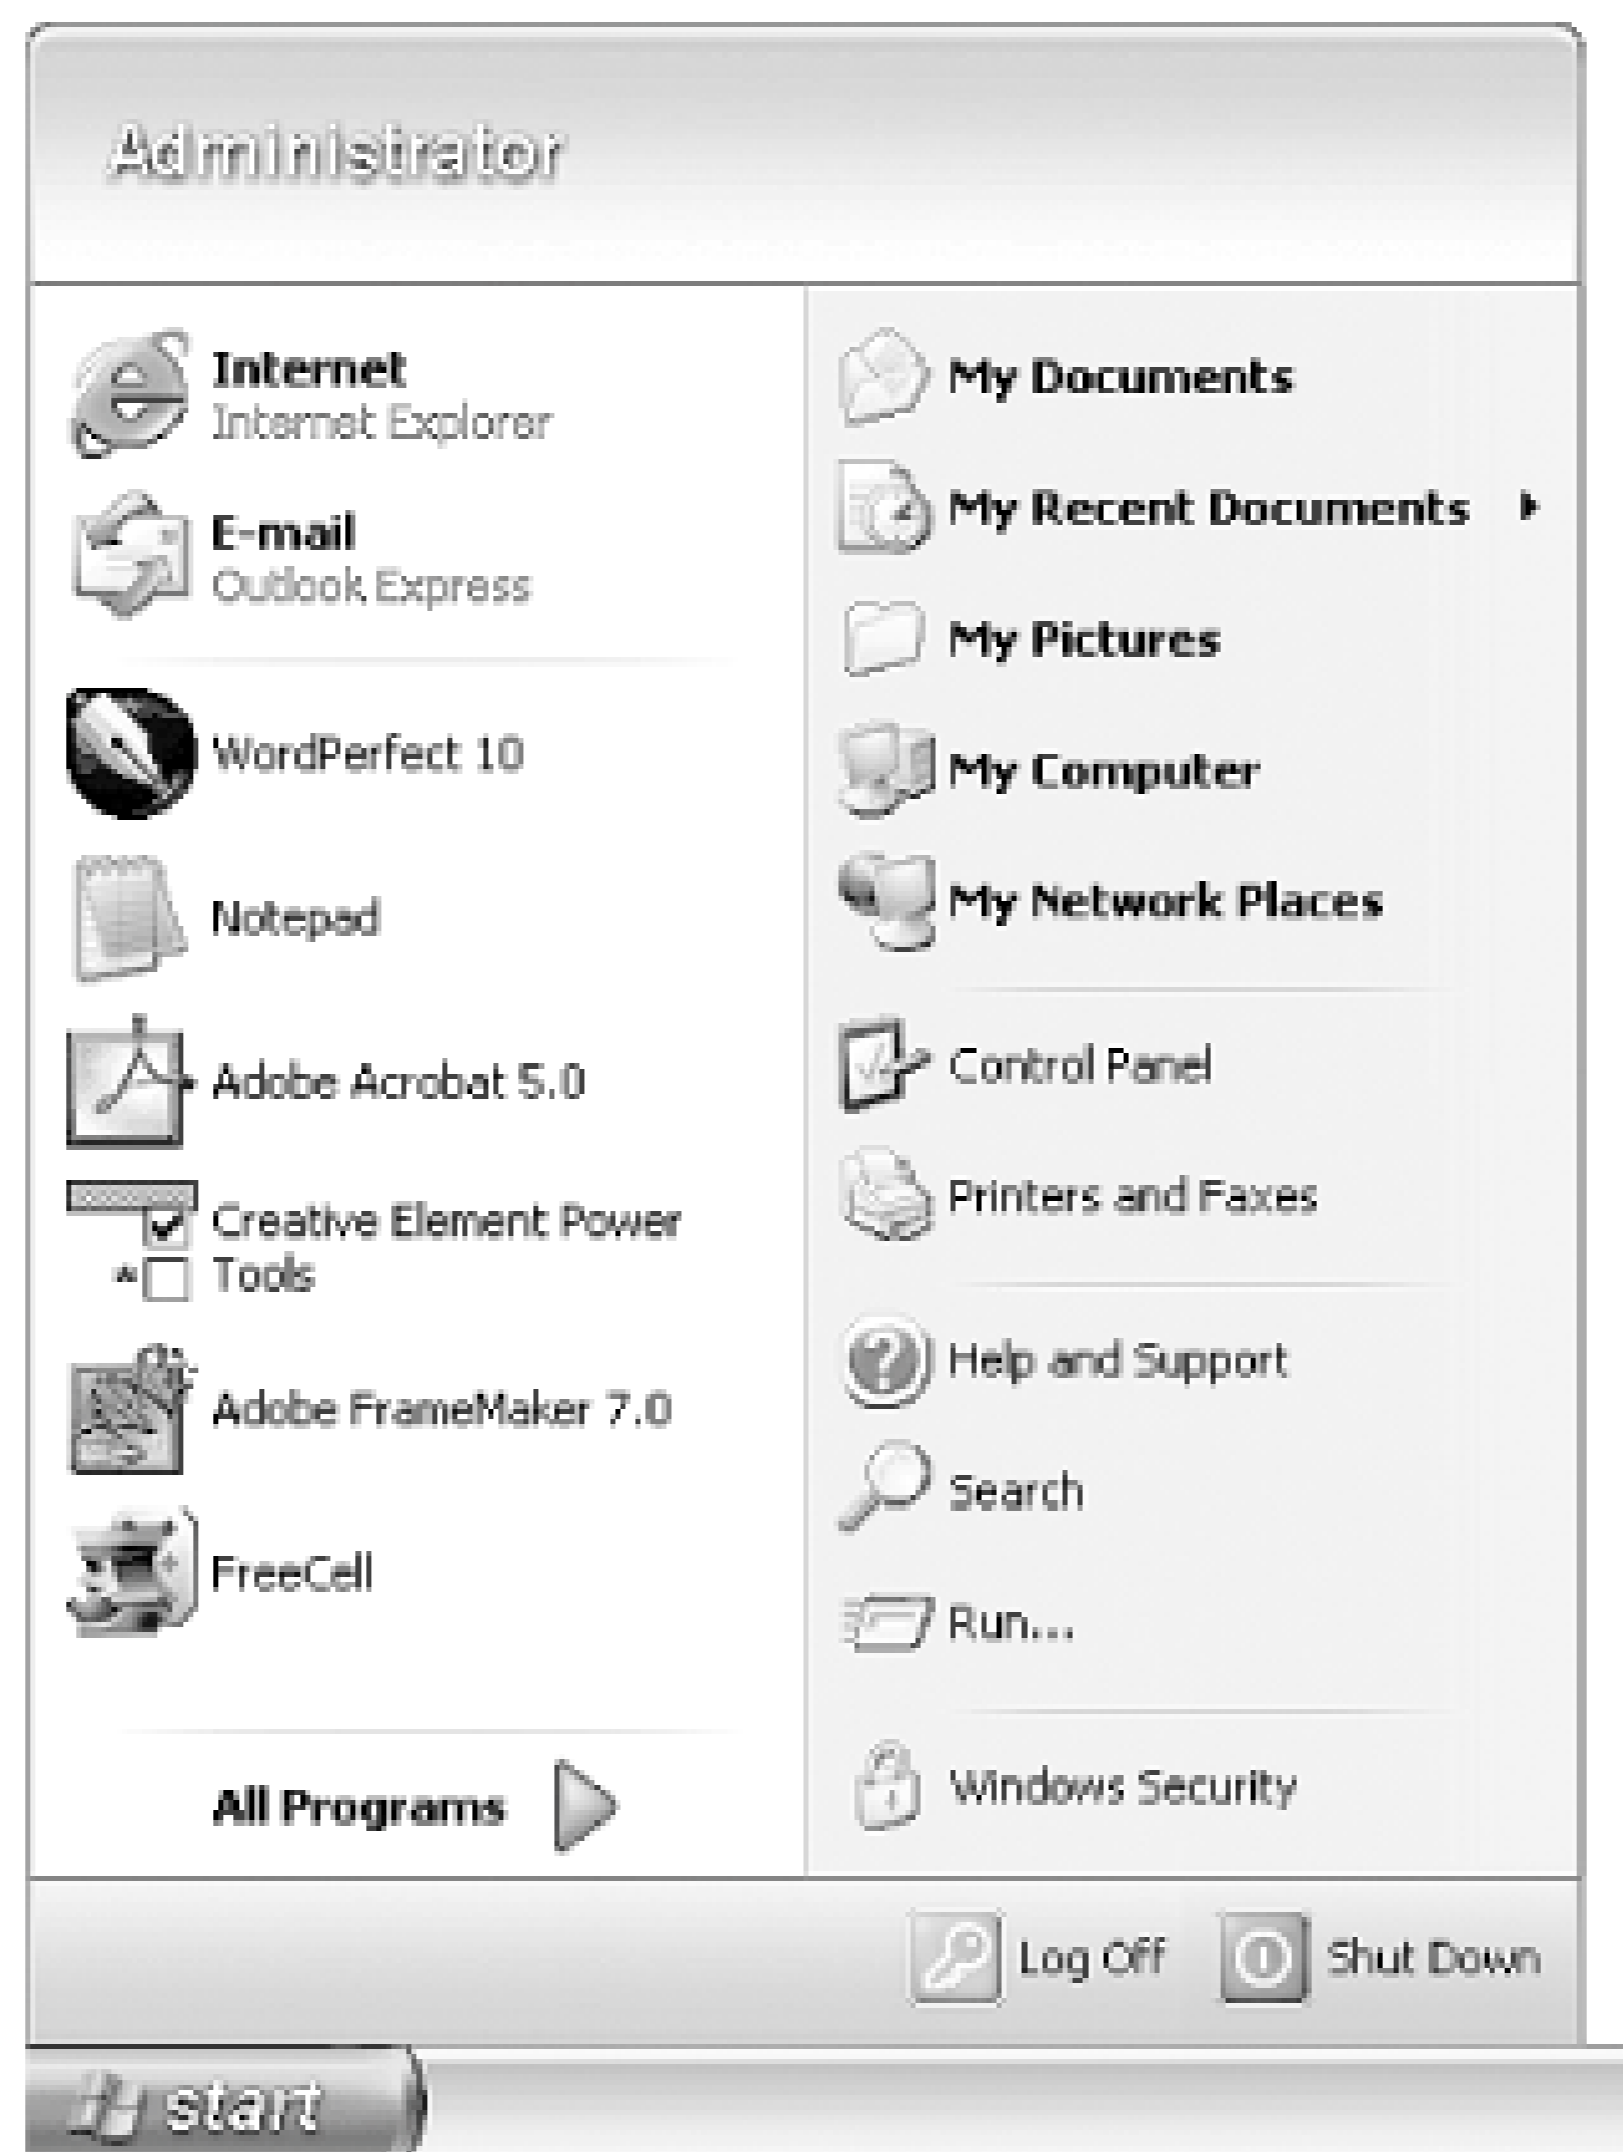 Administrator
Internet
Internet Explorer
E-mail
Outlook Express
WordPerfect 10
Notepad
Adobe Acrobat 5.0
Creative Element Power
Tools
Adobe FrameMaker 7.0
FreeCell
All Programs
My Documents
My Recent Documents
My Pictures
My Computer
My Network Places
Control Panel
Printers and Faxes
Help and Support
Search
Run...
Windows Security
Log Off
Shut Down
start